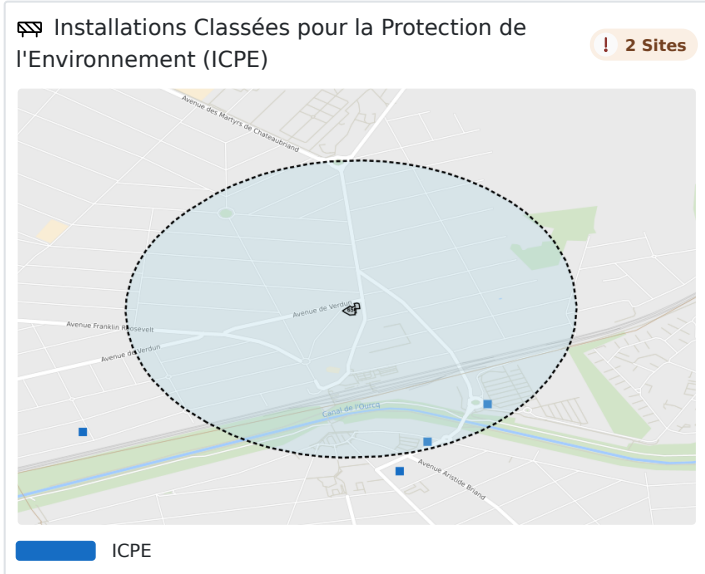 Installations Classées pour la Protection de
l'Environnement (ICPE)
! 2 Sites
Avenue des Martyrs de Chateaubriand
Avenue de Verdun
Avenue Franklin Roosevelt
Avenue de Verdun
Canal de l'Ourcq
Avenue Aristide Briand
ICPE